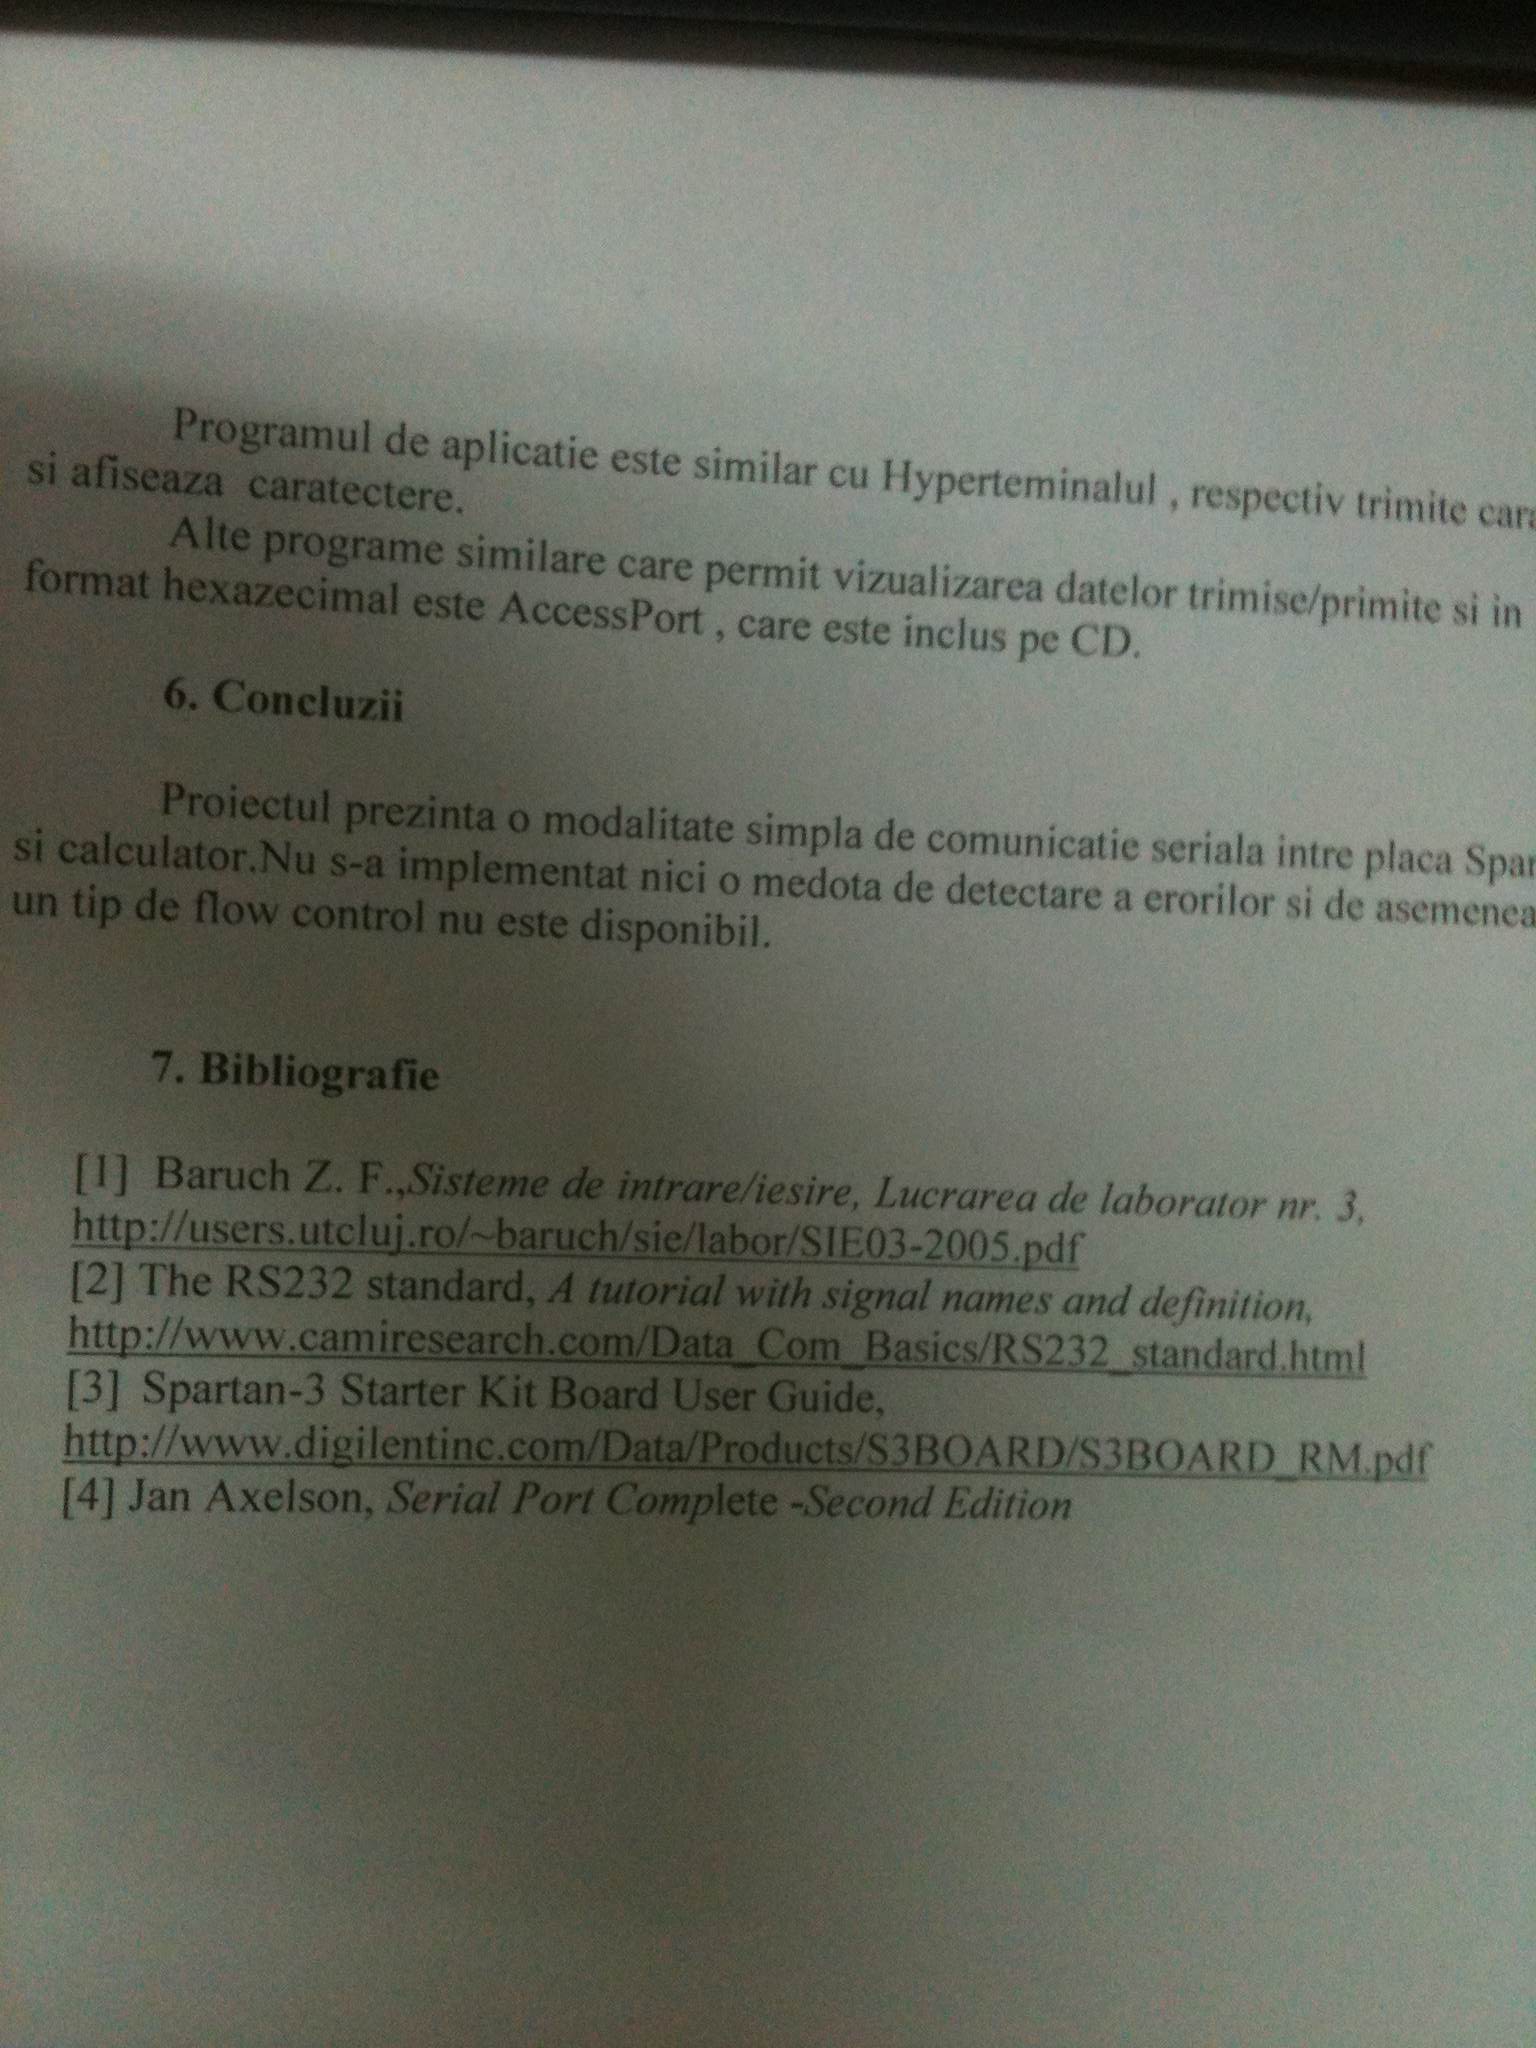 Programul de aplicatie este similar cu Hyperteminalul , respectiv trimite
si afiseaza caratectere.
Alte programe similare care permit vizualizarea datelor trimise/primite si in
format hexazecimal este AccessPort , care este inclus pe CD.
6. Concluzii
Proiectul prezinta o modalitate simpla de comunicatie seriala intre placa
si calculator.Nu s-a implementat nici o medota de detectare a erorilor si de asemenea
un tip de flow control nu este disponibil.
7. Bibliografie
[1] Baruch Z. F.,Sisteme de intrare/iesire, Lucrarea de laborator nr. 3,
http://users.utcluj.ro/~baruch/sie/labor/SIE03-2005.pdf
[2] The RS232 standard, A tutorial with signal names and definition,
http://www.camiresearch.com/Data_Com_Basics/RS232_standard.html
[3] Spartan-3 Starter Kit Board User Guide,
http://www.digilentinc.com/Data/Products/S3BOARD/S3BOARD_RM.pdf
[4] Jan Axelson, Serial Port Complete -Second Edition